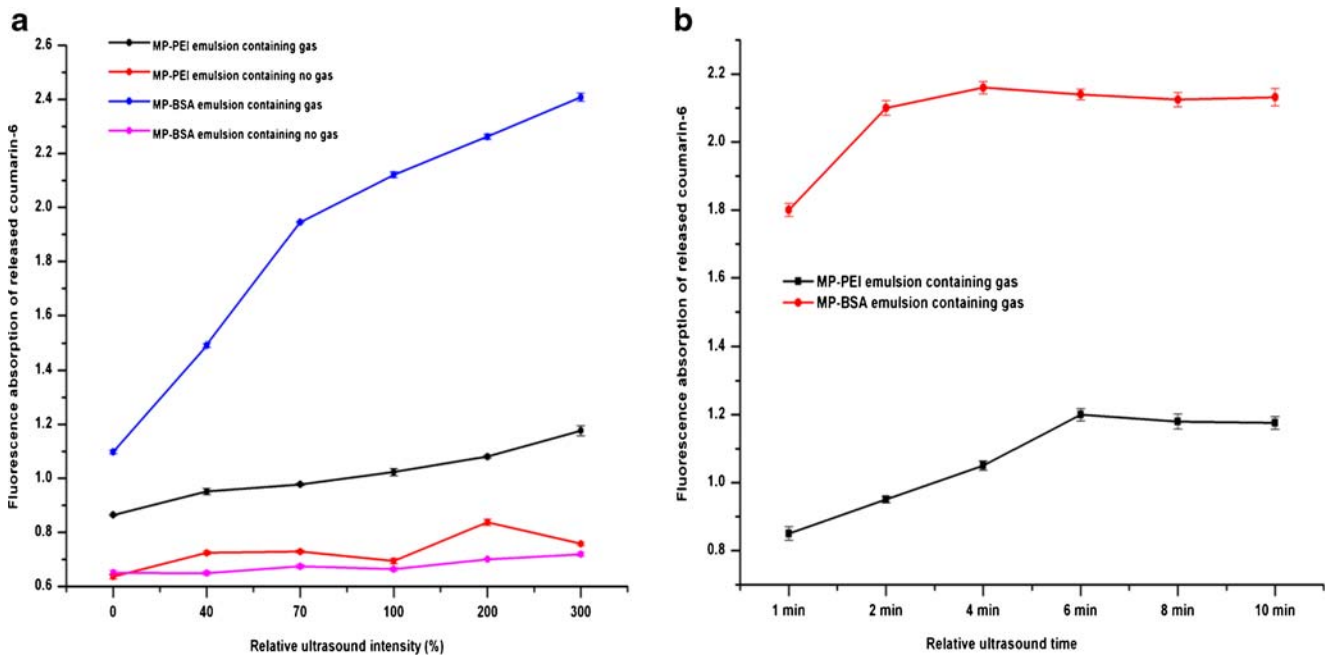 a
MP-PEI emulsion containing gas
MP-PEI emulsion containing no gas
MP-BSA emulsion containing gas
MP-BSA emulsion containing no gas
Fluorescence absorption of released coumarin-6
2.6
2.4
2.2
2.0
1.8
1.6
1.4
1.2
1.0
0.8
0.6
0
40
70
100
200
300
Relative ultrasound intensity (%)
b
MP-PEI emulsion containing gas
MP-BSA emulsion containing gas
Fluorescence absorption of released coumarin-6
2.2
2.0
1.8
1.6
1.4
1.2
1.0
0.8
1 min
2 min
4 min
6 min
8 min
10 min
Relative ultrasound time